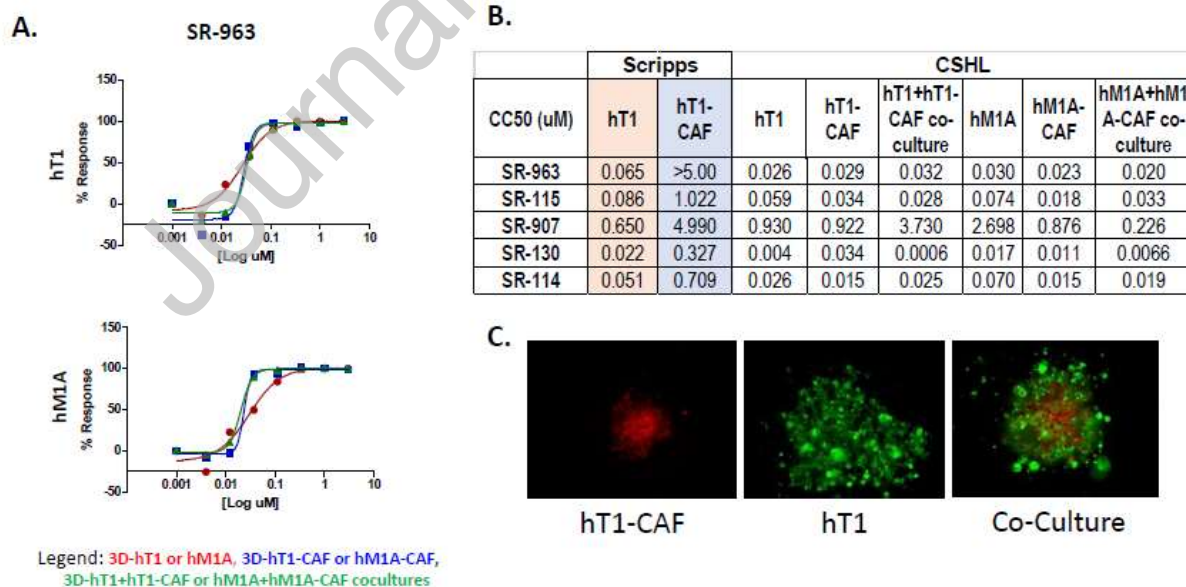 A.
SR-963
Journal
150
100
50
0
-50
hT1
% Response
0.001 0.01 0.1 1 10
[Log uM]
150
100
50
0
-50
hM1A
% Response
0.001 0.01 0.1 1 10
[Log uM]
Legend: 3D-hT1 or hM1A, 3D-hT1-CAF or hM1A-CAF,
3D-hT1+hT1-CAF or hM1A+hM1A-CAF cocultures
B.
Scripps CSHL
CC50 (uM) hT1 hT1-CAF hT1 hT1-CAF hT1+hT1-CAF co-culture hM1A hM1A-CAF hM1A+hM1A-CAF co-culture
SR-963 0.065 >5.00 0.026 0.029 0.032 0.030 0.023 0.020
SR-115 0.086 1.022 0.059 0.034 0.028 0.074 0.018 0.033
SR-907 0.650 4.990 0.930 0.922 3.730 2.698 0.876 0.226
SR-130 0.022 0.327 0.004 0.034 0.0006 0.017 0.011 0.0066
SR-114 0.051 0.709 0.026 0.015 0.025 0.070 0.015 0.019
C.
hT1-CAF hT1 Co-Culture